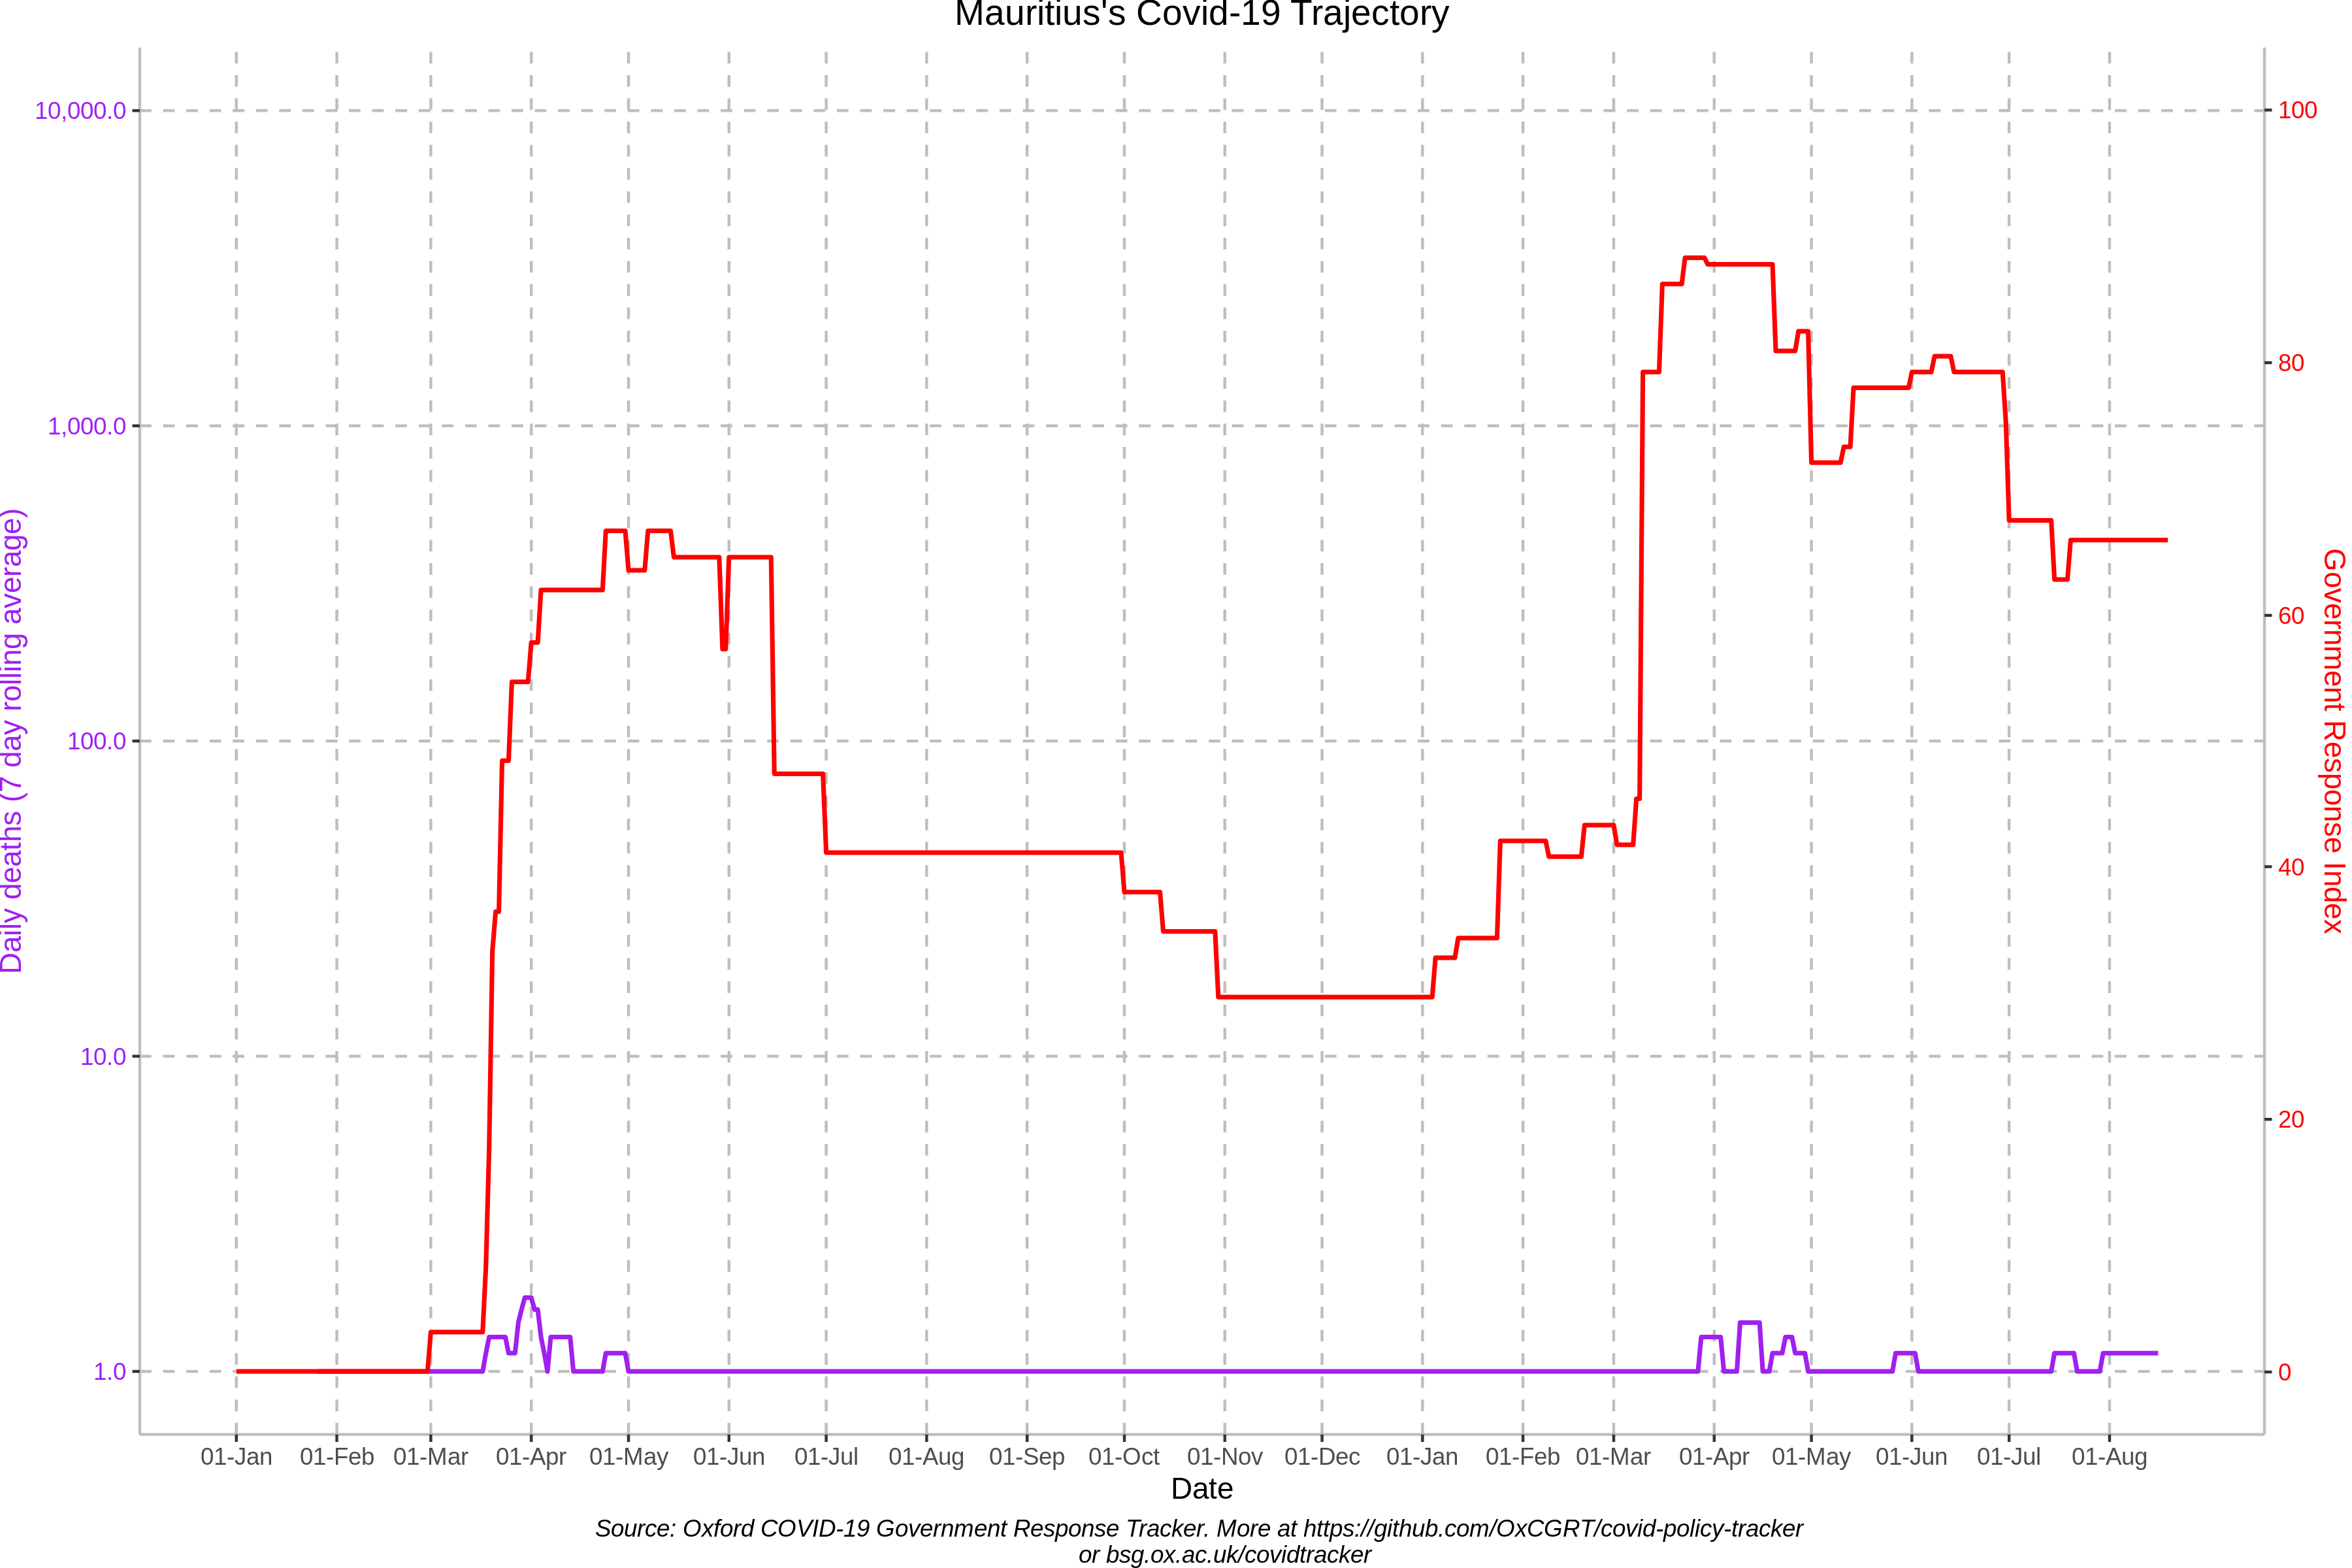 Mauritius's Covid-19 Trajectory
10,000.0
1,000.0
100.0
10.0
1.0
Daily deaths (7 day rolling average)
100
80
60
40
20
0
Government Response Index
01-Jan 01-Feb 01-Mar 01-Apr 01-May 01-Jun 01-Jul 01-Aug 01-Sep 01-Oct 01-Nov 01-Dec 01-Jan 01-Feb 01-Mar 01-Apr 01-May 01-Jun 01-Jul 01-Aug
Date
Source: Oxford COVID-19 Government Response Tracker. More at https://github.com/OxCGRT/covid-policy-tracker
or bsg.ox.ac.uk/covidtracker